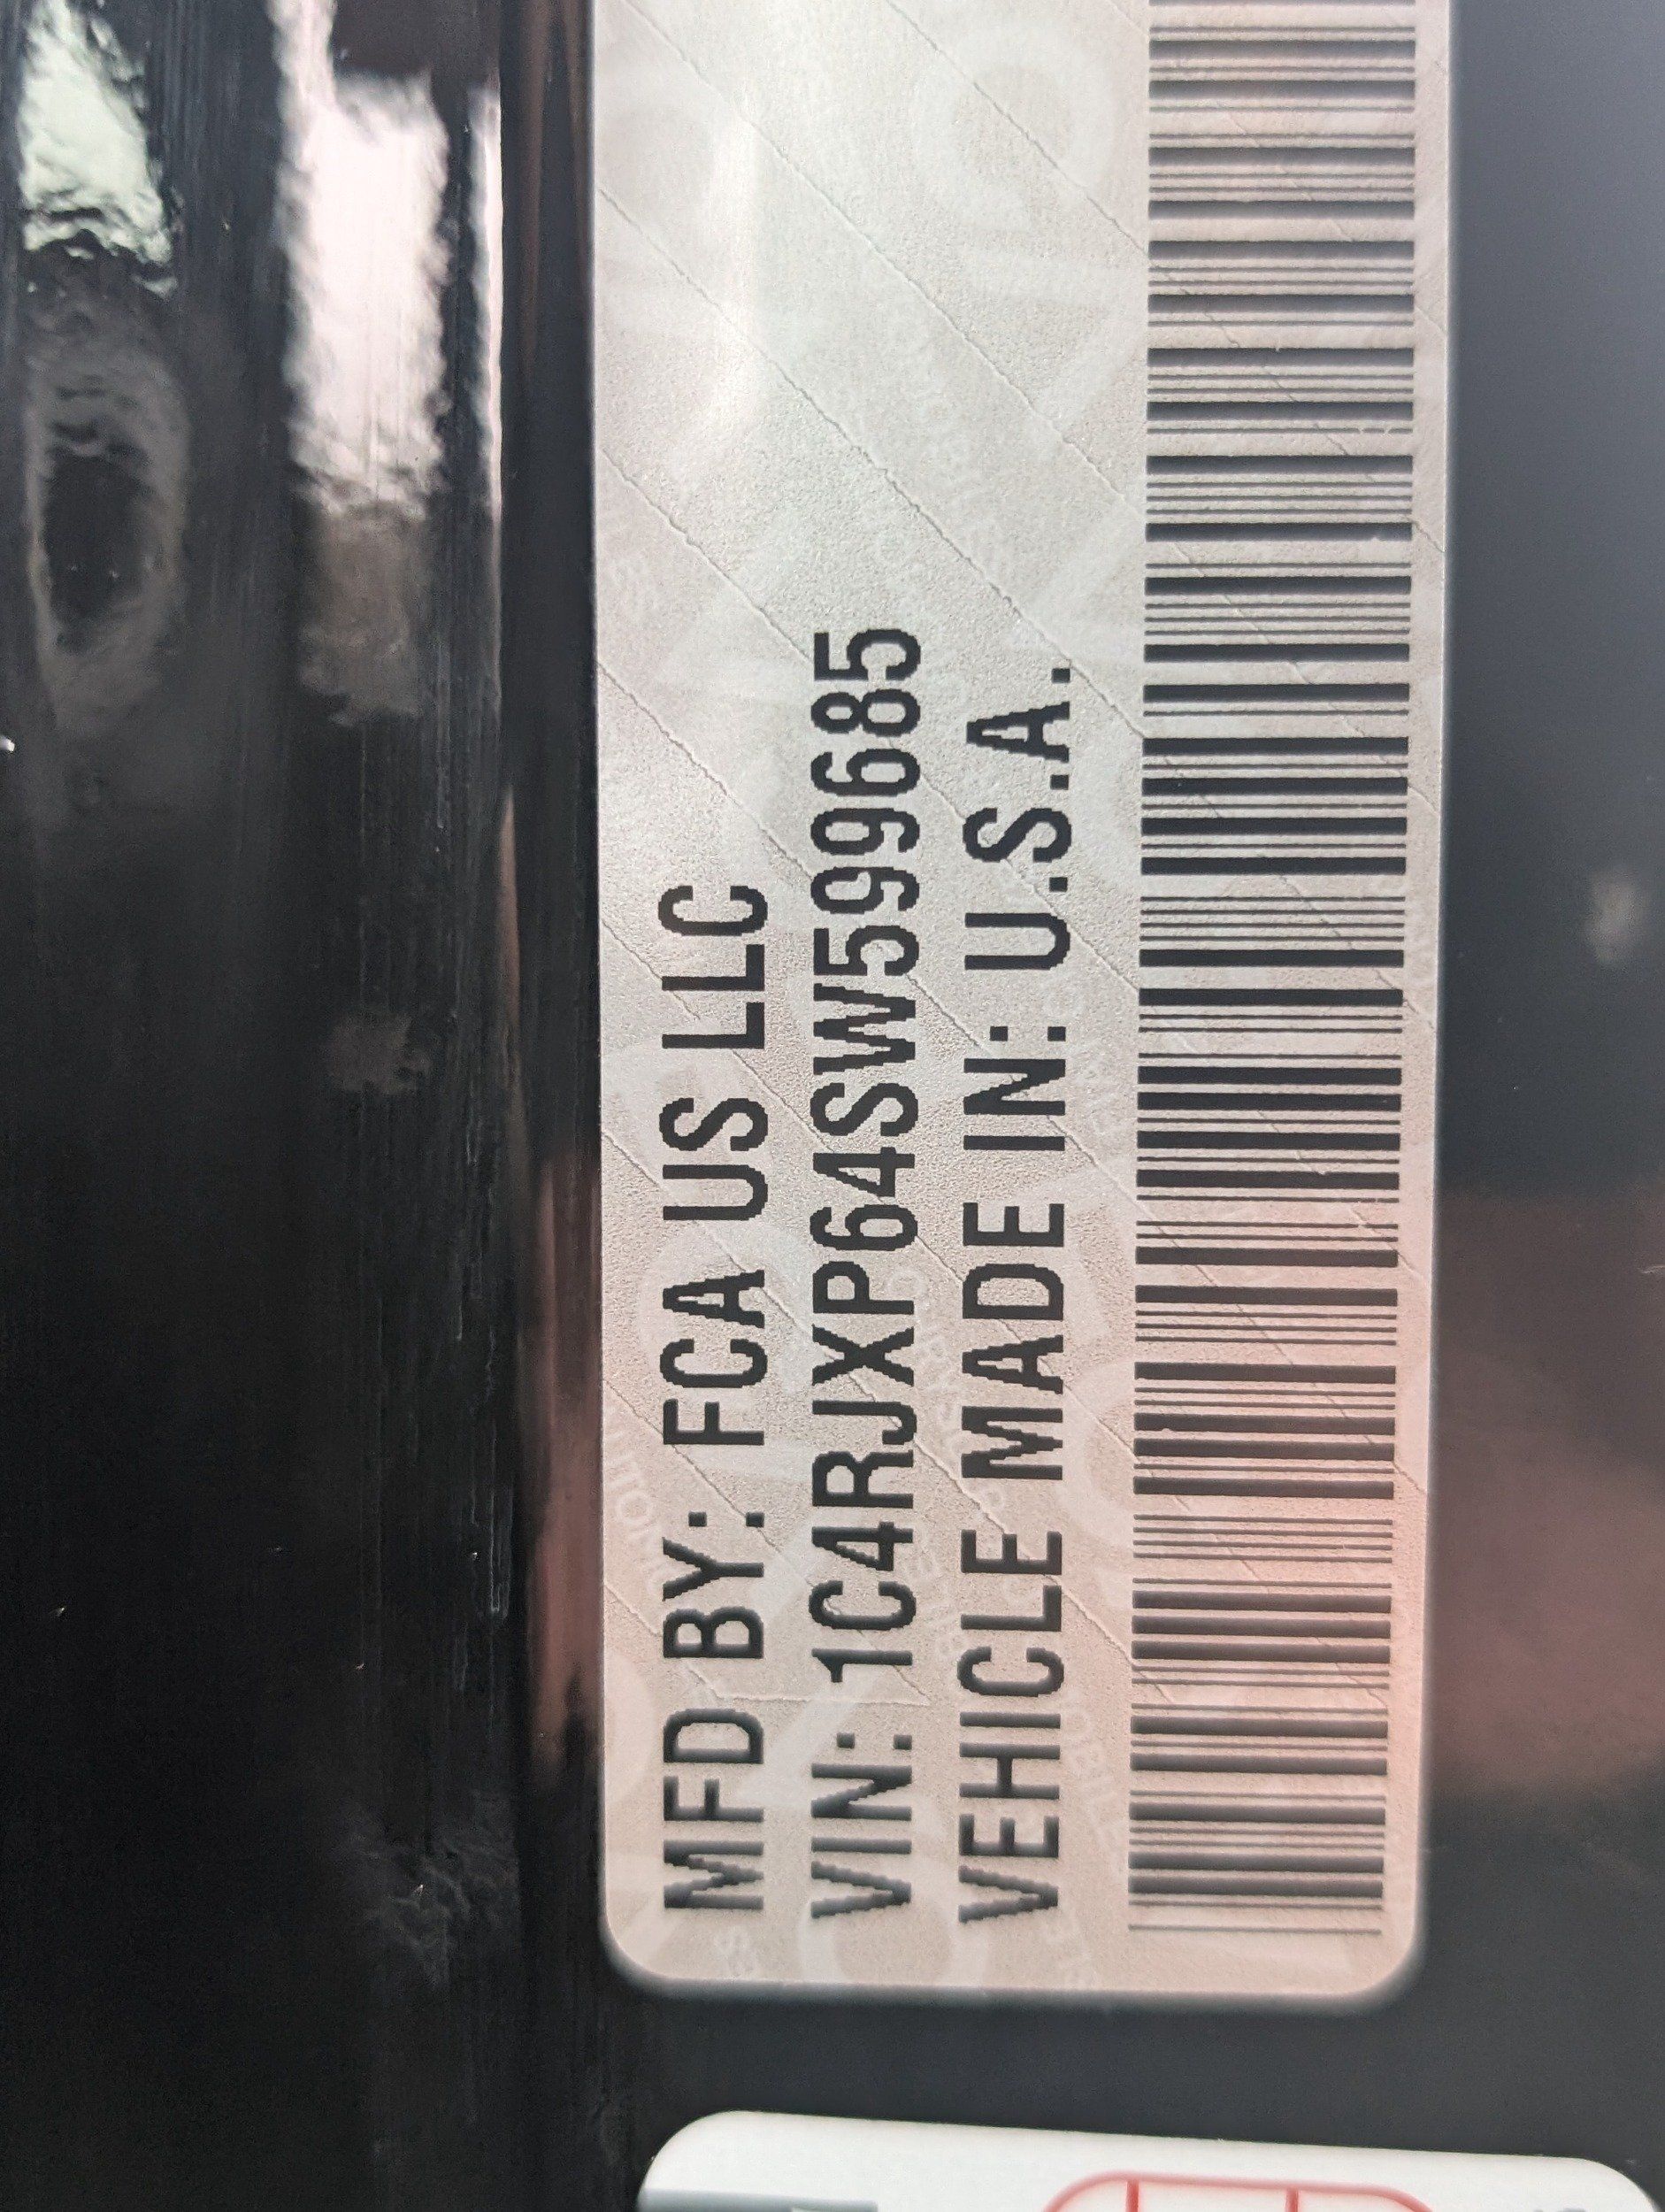 MFD BY: FCA US LLC
VIN: 1C4RJXP64SW599685
VEHICLE MADE IN: U.S.A.